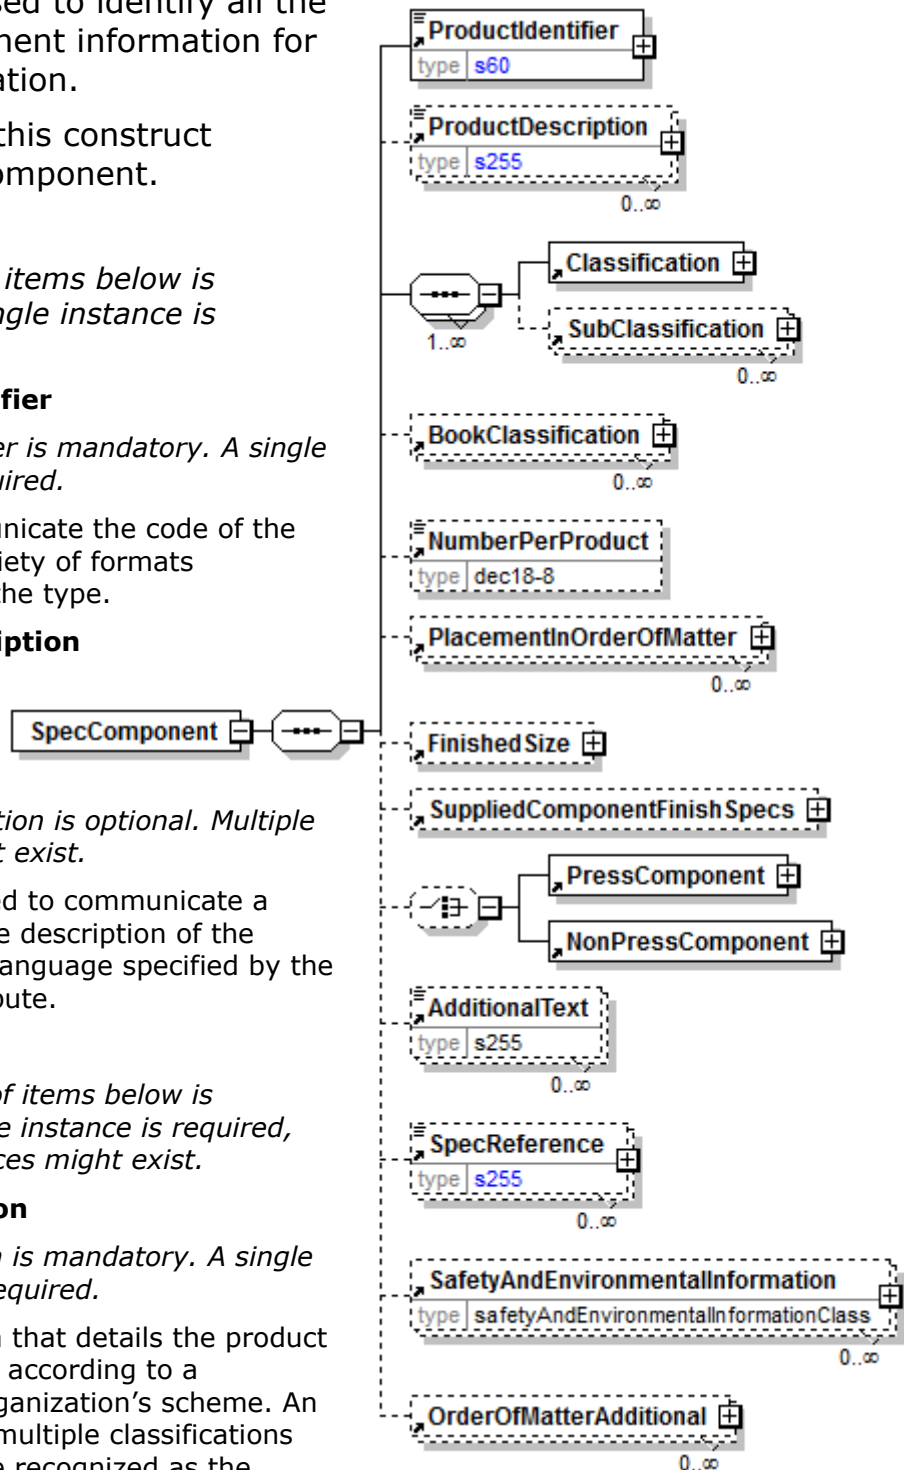 sed to identify all the
nent information for
ation.
this construct
omponent.
items below is
ngle instance is
fier
er is mandatory. A single
uired.
unicate the code of the
riety of formats
the type.
iption
tion is optional. Multiple
t exist.
ed to communicate a
e description of the
language specified by the
bute.
of items below is
e instance is required,
ces might exist.
on
n is mandatory. A single
equired.
n that details the product
according to a
ganization's scheme. An
multiple classifications
e recognized as the
SpecComponent
ProductIdentifier
type s60
ProductDescription
type s255
0..∞
1..∞
Classification
SubClassification
0..∞
BookClassification
0..∞
NumberPerProduct
type dec18-8
PlacementInOrderOfMatter
0..∞
FinishedSize
SuppliedComponentFinishSpecs
PressComponent
NonPressComponent
AdditionalText
type s255
0..∞
SpecReference
type s255
0..∞
SafetyAndEnvironmentalInformation
type safetyAndEnvironmentalInformationClass
0..∞
OrderOfMatterAdditional
0..∞